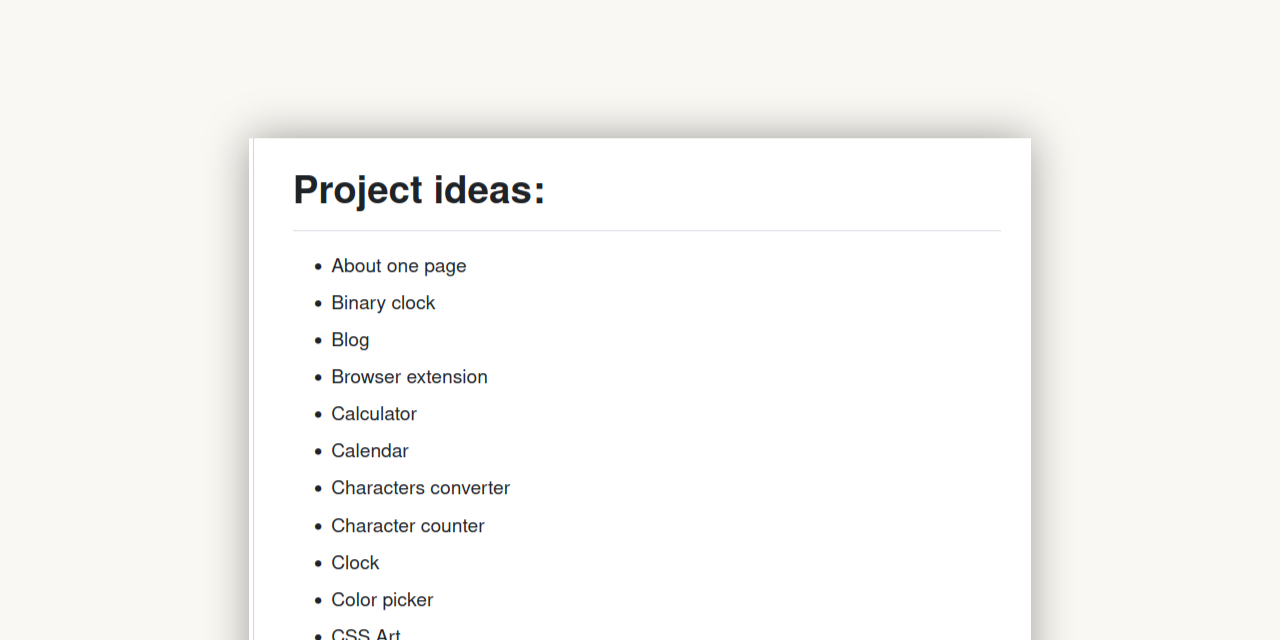 Project ideas:
About one page
Binary clock
Blog
Browser extension
Calculator
Calendar
Characters converter
Character counter
Clock
Color picker
CSS Art